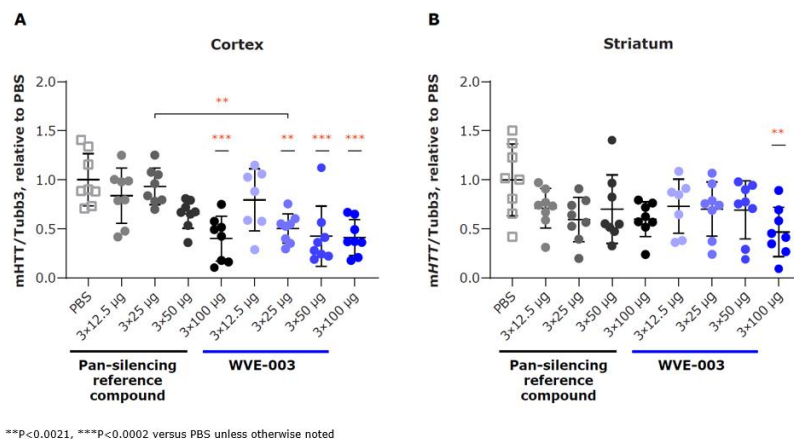 A
Cortex
mHTT/Tubb3, relative to PBS
2.0
1.5
1.0
0.5
0.0
**
***
**
***
***
PBS
3×12.5 µg
3×25 µg
3×50 µg
3×100 µg
3×12.5 µg
3×25 µg
3×50 µg
3×100 µg
Pan-silencing
reference
compound
WVE-003
B
Striatum
mHTT/Tubb3, relative to PBS
2.0
1.5
1.0
0.5
0.0
**
PBS
3×12.5 µg
3×25 µg
3×50 µg
3×100 µg
3×12.5 µg
3×25 µg
3×50 µg
3×100 µg
Pan-silencing
reference
compound
WVE-003
**P<0.0021, ***P<0.0002 versus PBS unless otherwise noted